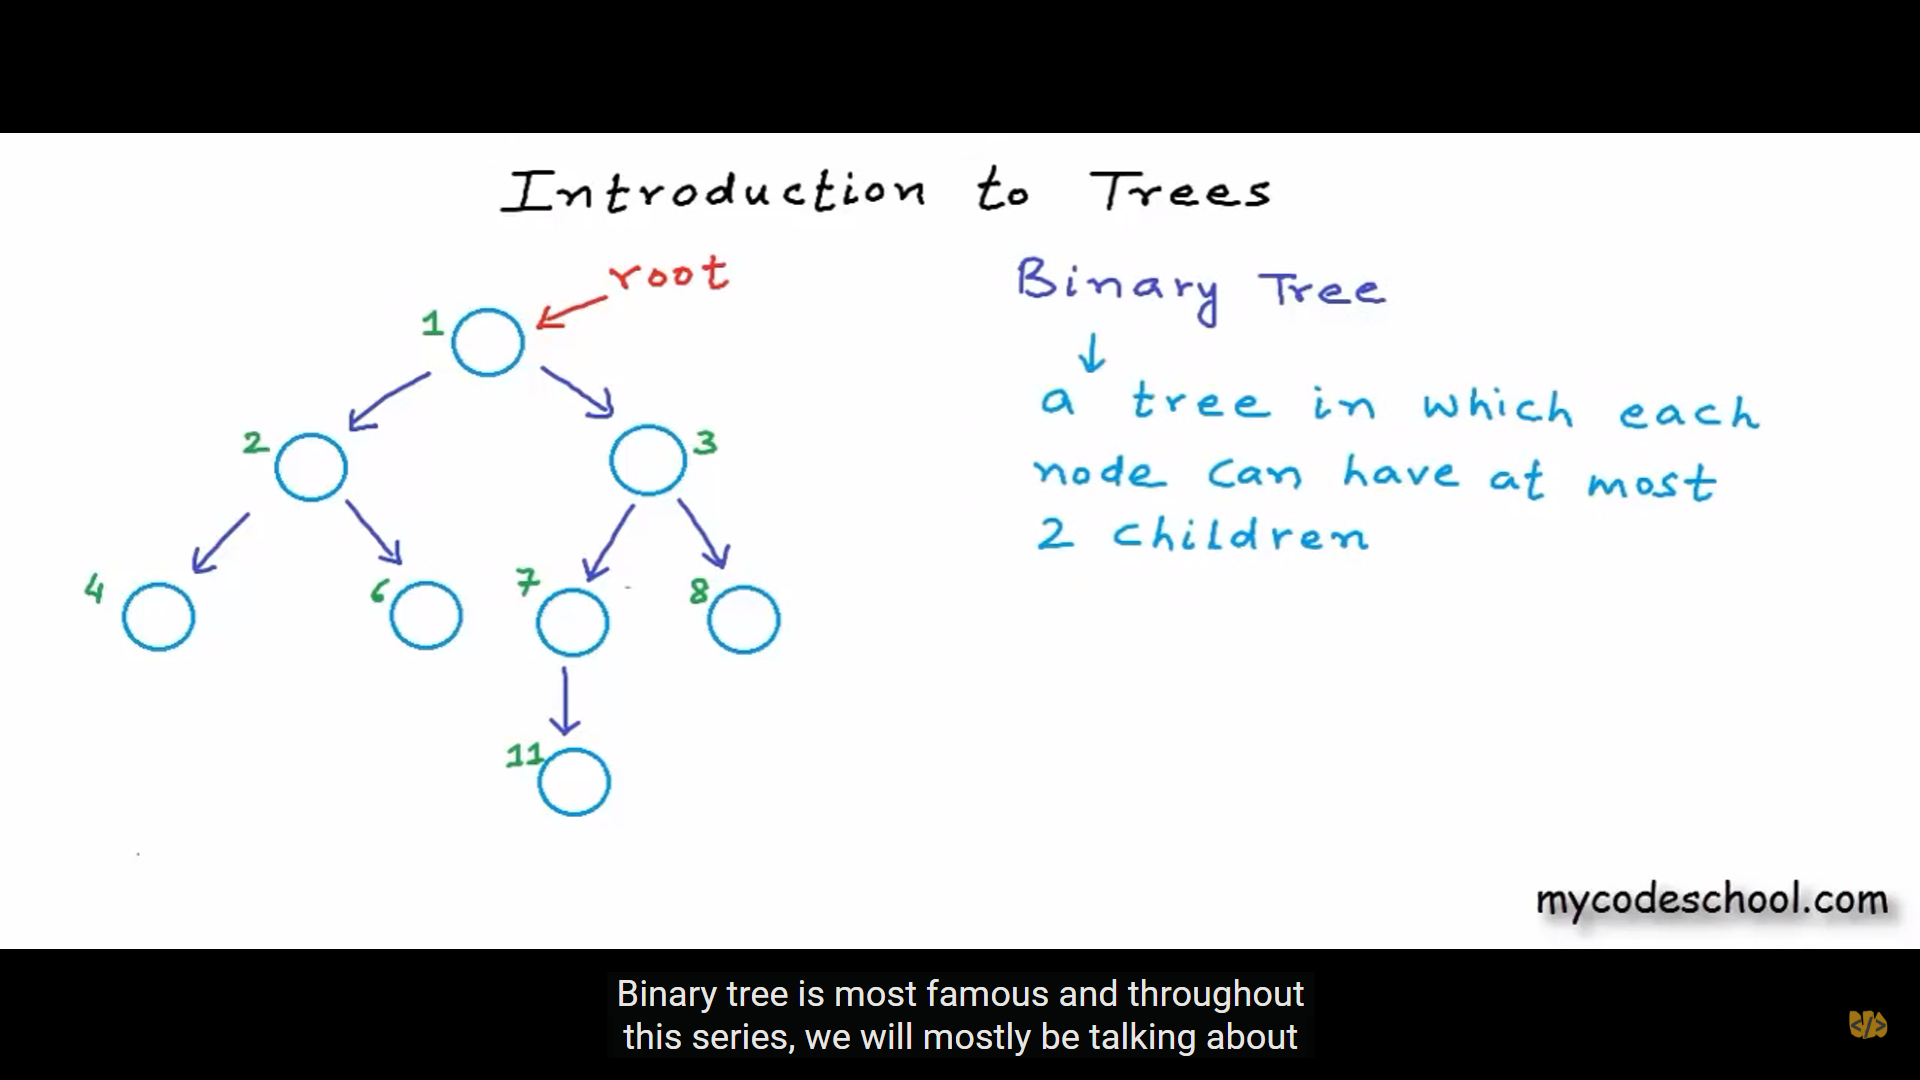 Introduction to Trees
root
Binary Tree
1
a tree in which each
2
3
node can have at most
2 children
4
6
7
8
11
mycodeschool.com
Binary tree is most famous and throughout
this series, we will mostly be talking about